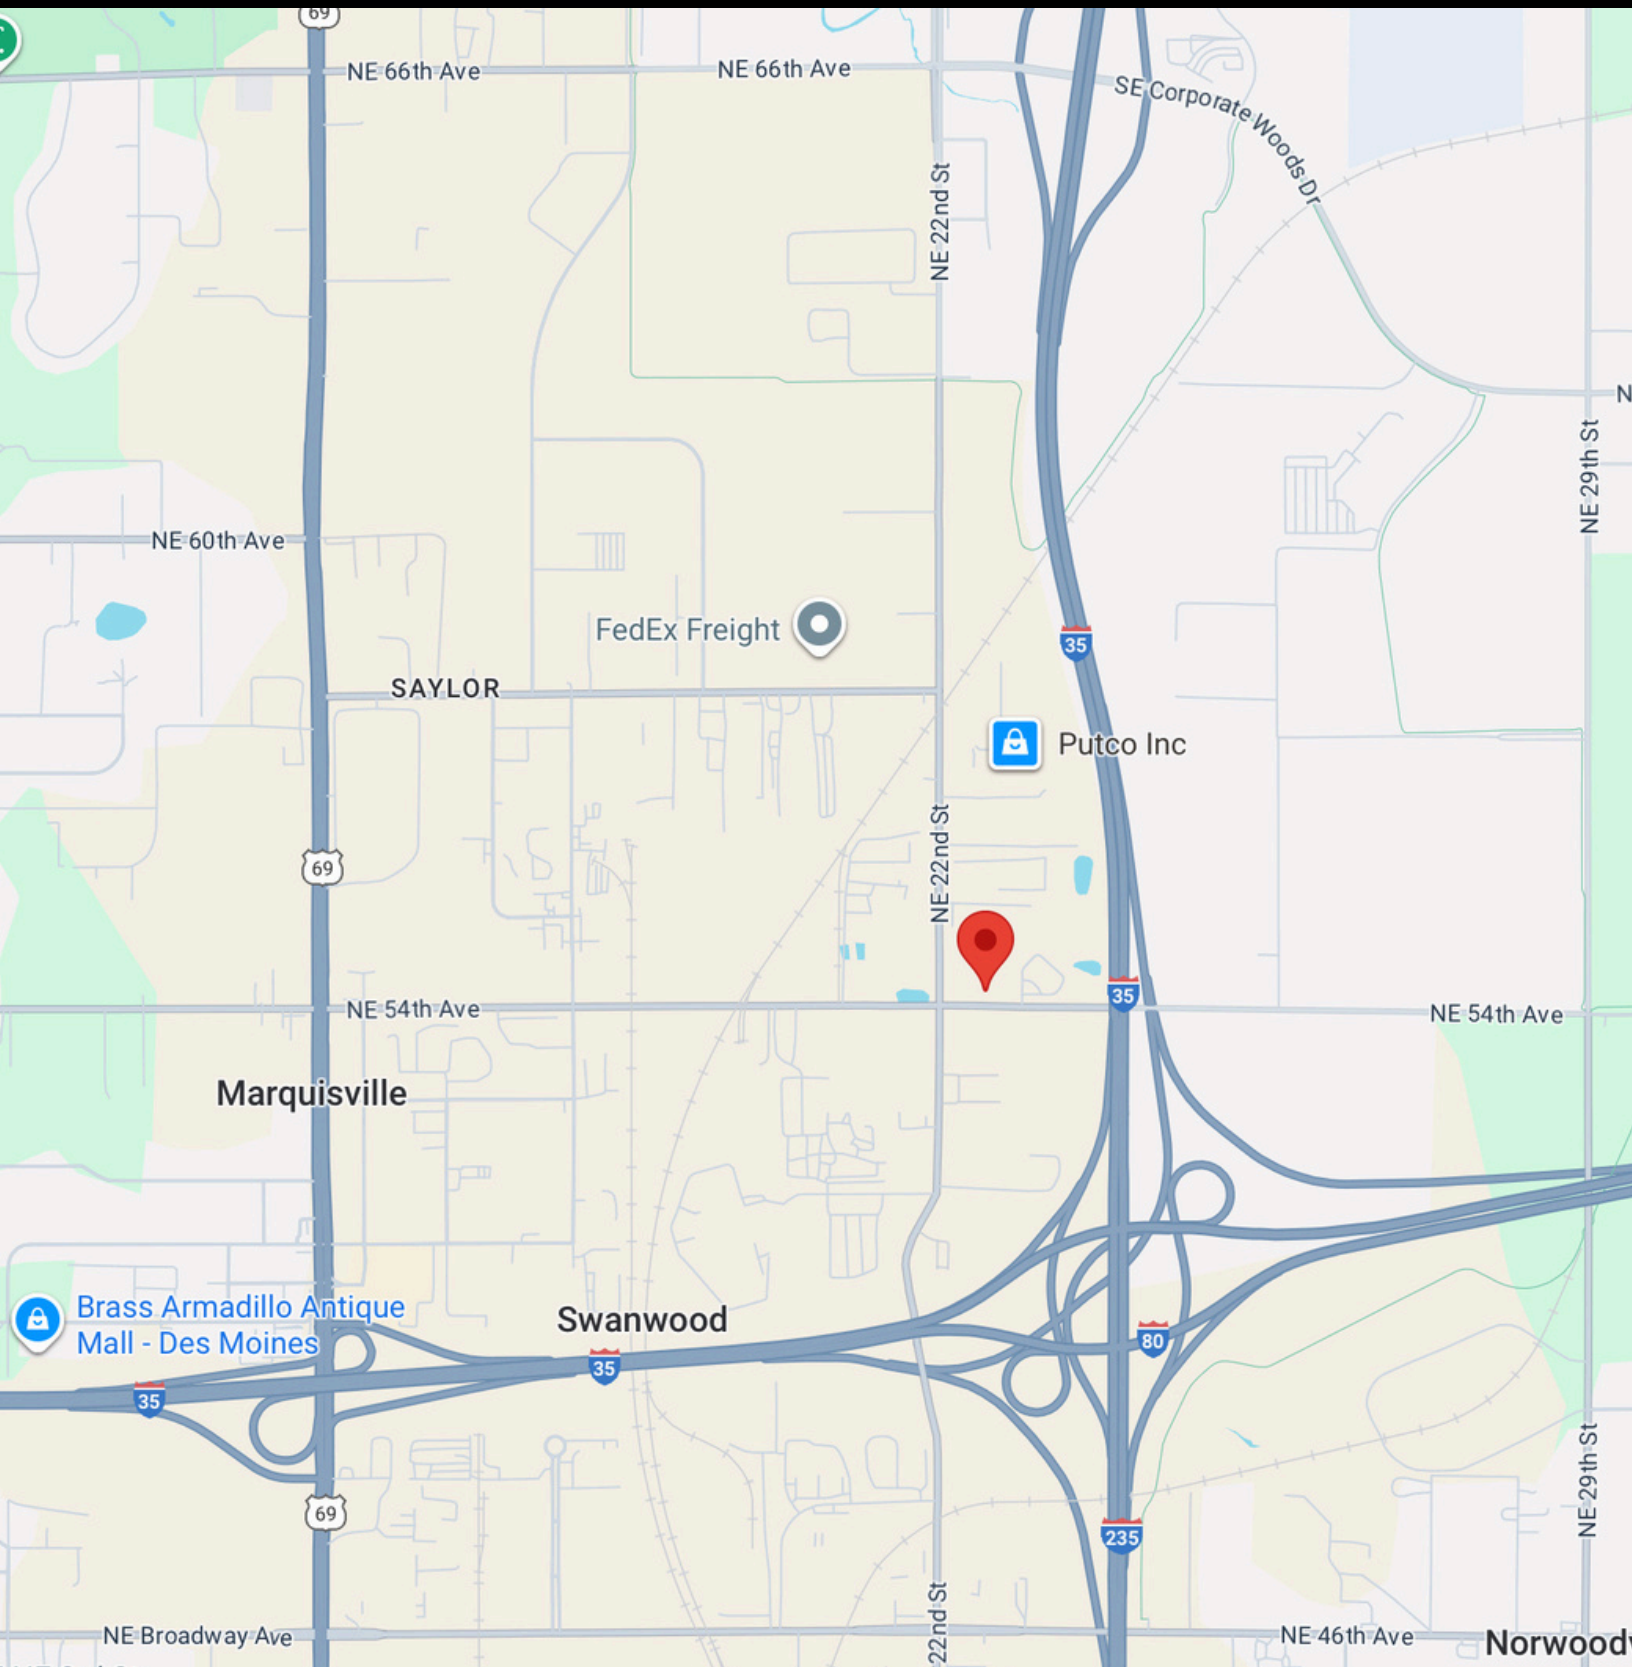 69
NE 66th Ave
NE 66th Ave
SE Corporate Woods Dr
NE 22nd St
NE 29th St
NE 60th Ave
FedEx Freight
35
SAYLOR
Putco Inc
69
NE 22nd St
35
NE 54th Ave
NE 54th Ave
Marquisville
Brass Armadillo Antique
Mall - Des Moines
Swanwood
35
80
35
69
235
NE 29th St
22nd St
NE Broadway Ave
NE 46th Ave